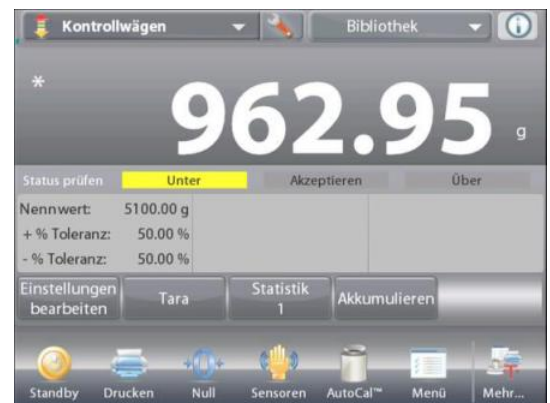 Kontrollwägen Bibliothek
*
962.95 g
Status prüfen Unter Akzeptieren Über
Nennwert: 5100.00 g
+ % Toleranz: 50.00 %
- % Toleranz: 50.00 %
Einstellungen bearbeiten Tara Statistik 1 Akkumulieren
Standby Drucken Null Sensoren AutoCal™ Menü Mehr...